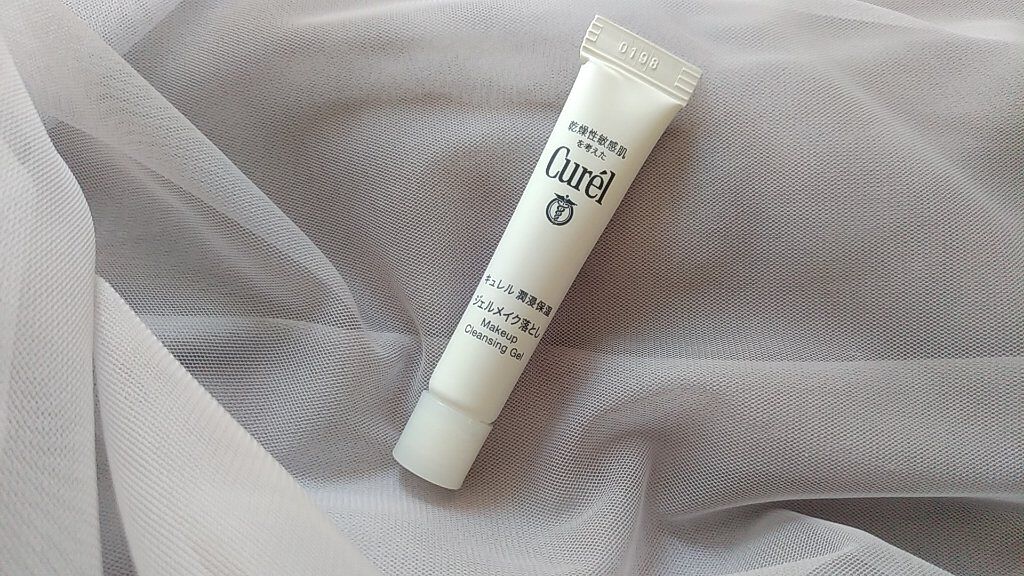 0198
乾燥性敏感肌
を考えた
Curél
キュレル 潤浸保湿
ジェルメイク落とし
Makeup
Cleansing Gel